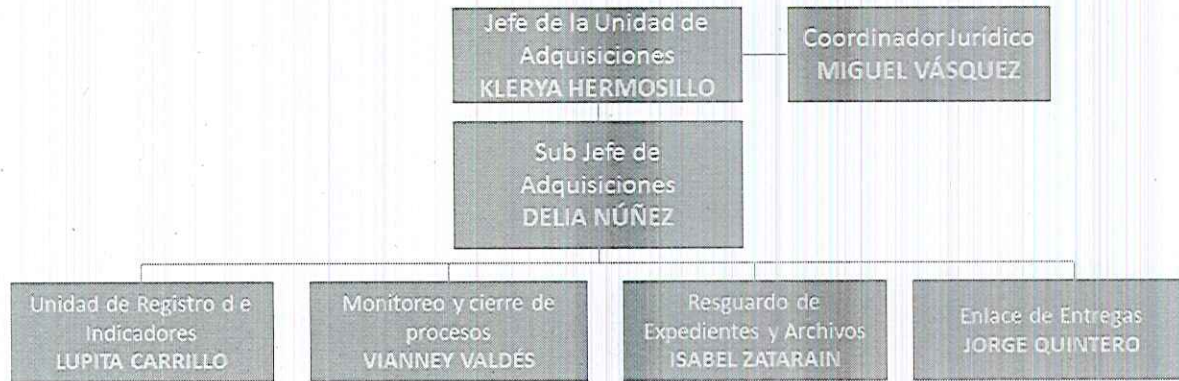 Jefe de la Unidad de
Adquisiciones
KLERYA HERMOSILLO
Coordinador Jurídico
MIGUEL VÁSQUEZ
Sub Jefe de
Adquisiciones
DELIA NÚÑEZ
Unidad de Registro d e
Indicadores
LUPITA CARRILLO
Monitoreo y cierre de
procesos
VIANNEY VALDÉS
Resguardo de
Expedientes y Archivos
ISABEL ZATARAIN
Enlace de Entregas
JORGE QUINTERO